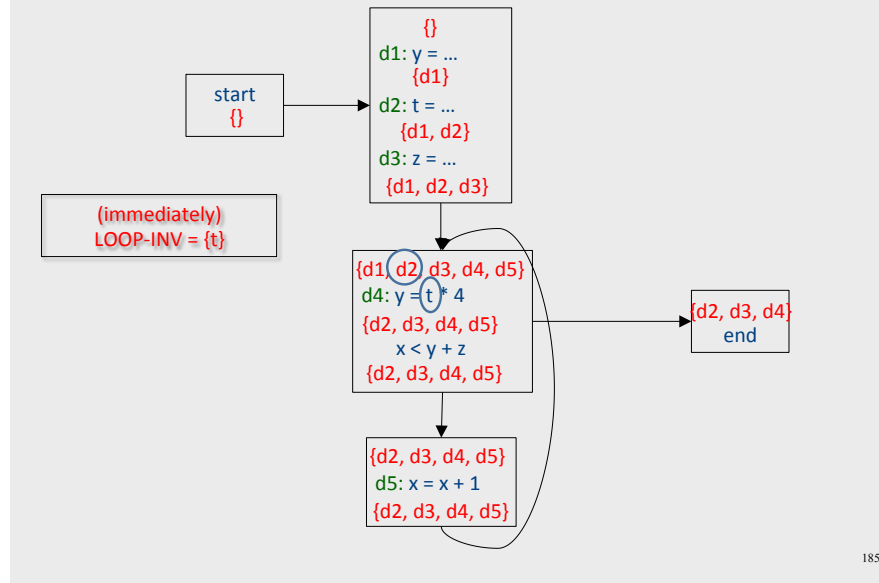 start
{}
{}
d1: y = ...
{d1}
d2: t = ...
{d1, d2}
d3: z = ...
{d1, d2, d3}
(immediately)
LOOP-INV = {t}
{d1, d2, d3, d4, d5}
d4: y = t * 4
{d2, d3, d4, d5}
x < y + z
{d2, d3, d4, d5}
{d2, d3, d4}
end
{d2, d3, d4, d5}
d5: x = x + 1
{d2, d3, d4, d5}
185